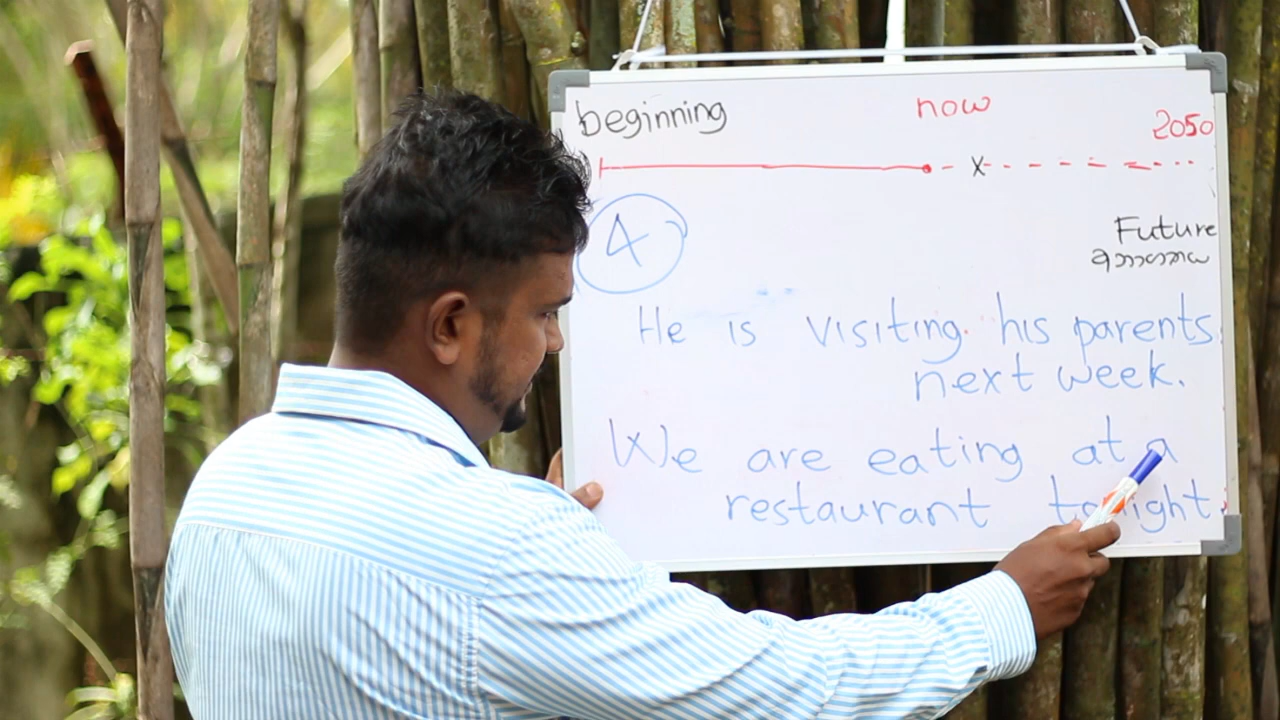 beginning
now
2050
x
4
Future
අනාගතය
He is visiting his parents
next week.
We are eating at a
restaurant tonight.